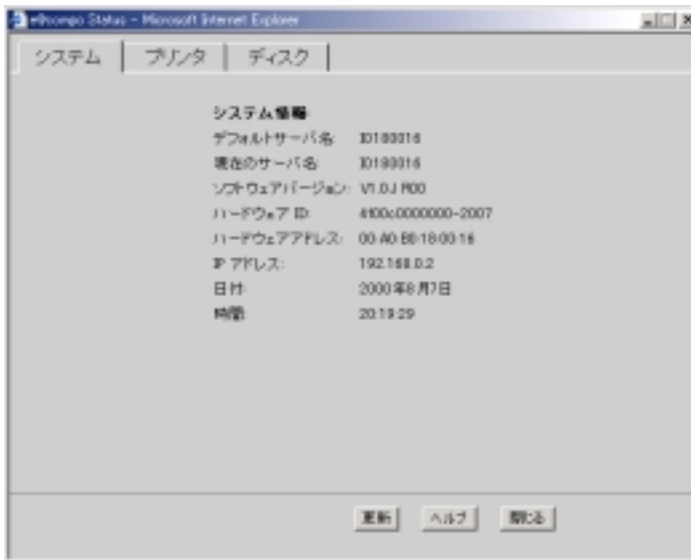 Status - Microsoft Internet Explorer
システム プリンタ ディスク
システム情報
デフォルトサーバ名: ID180016
現在のサーバ名: ID180016
ソフトウェアバージョン: V1.0J R00
ハードウェア ID: 4f00c0000000-2007
ハードウェアアドレス: 00:A0:B0:18:00:16
IP アドレス: 192.168.0.2
日付: 2000年8月7日
時間: 20:19:29
更新 ヘルプ 閉じる